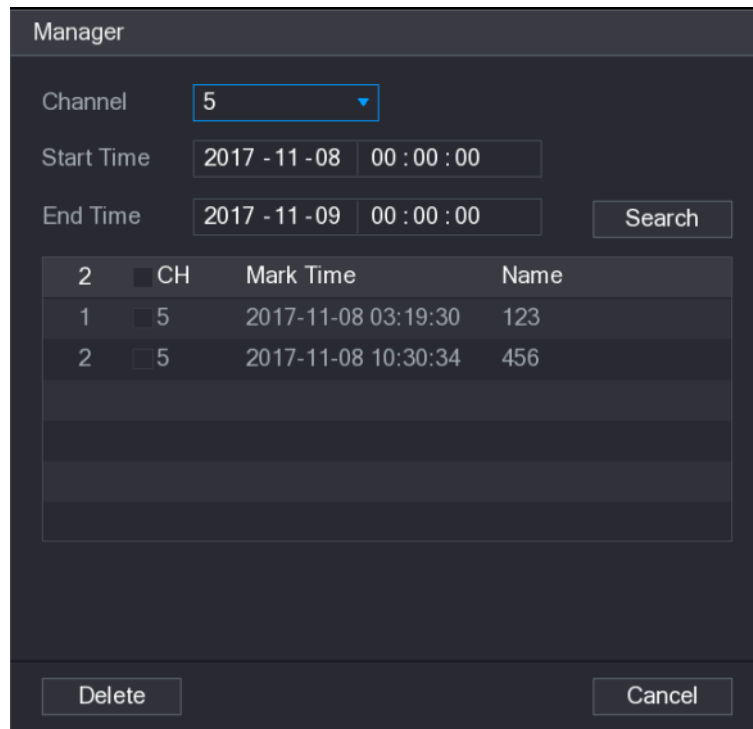 Manager
Channel 5
Start Time 2017 -11 -08 00 : 00 : 00
End Time 2017 -11 -09 00 : 00 : 00 Search
2 CH Mark Time Name
1 5 2017-11-08 03:19:30 123
2 5 2017-11-08 10:30:34 456
Delete Cancel